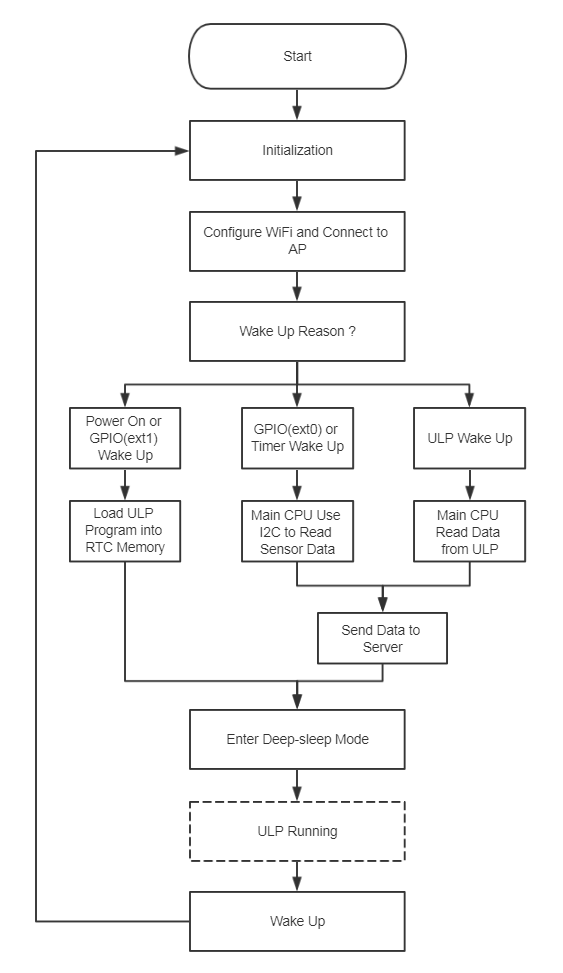 Start
Initialization
Configure WiFi and Connect to
AP
Wake Up Reason ?
Power On or
GPIO(ext1)
Wake Up
GPIO(ext0) or
Timer Wake Up
ULP Wake Up
Load ULP
Program into
RTC Memory
Main CPU Use
I2C to Read
Sensor Data
Main CPU
Read Data
from ULP
Send Data to
Server
Enter Deep-sleep Mode
ULP Running
Wake Up